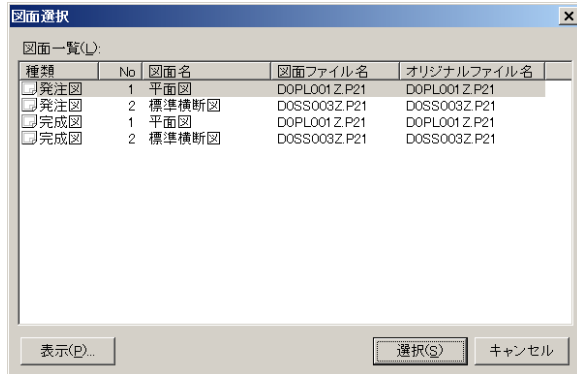 図面選択
図面一覧(L):
種類 No 図面名 図面ファイル名 オリジナルファイル名
発注図 1 平面図 D0PL001Z.P21 D0PL001Z.P21
発注図 2 標準横断図 D0SS003Z.P21 D0SS003Z.P21
完成図 1 平面図 D0PL001Z.P21 D0PL001Z.P21
完成図 2 標準横断図 D0SS003Z.P21 D0SS003Z.P21
表示(P)... 選択(S) キャンセル